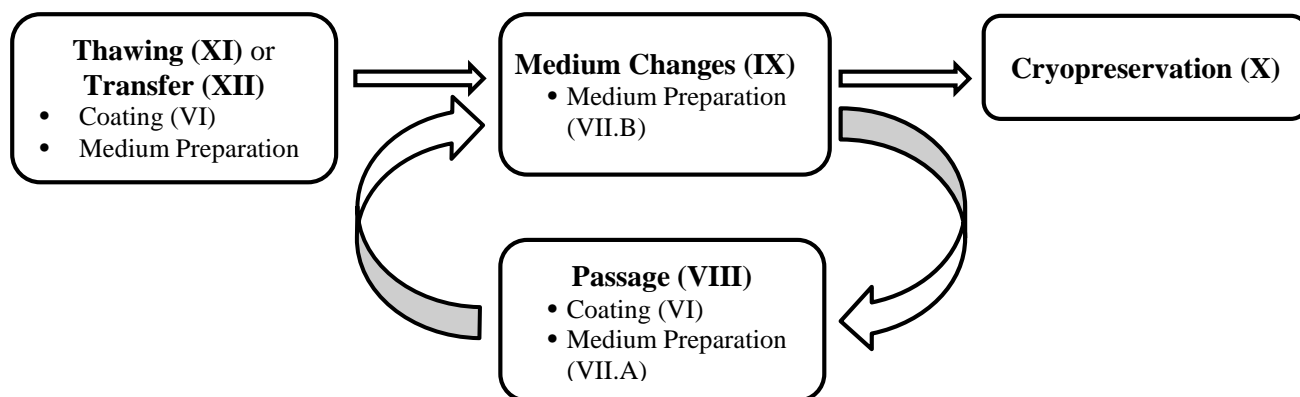 Thawing (XI) or
Transfer (XII)
• Coating (VI)
• Medium Preparation
Medium Changes (IX)
• Medium Preparation
(VII.B)
Cryopreservation (X)
Passage (VIII)
• Coating (VI)
• Medium Preparation
(VII.A)